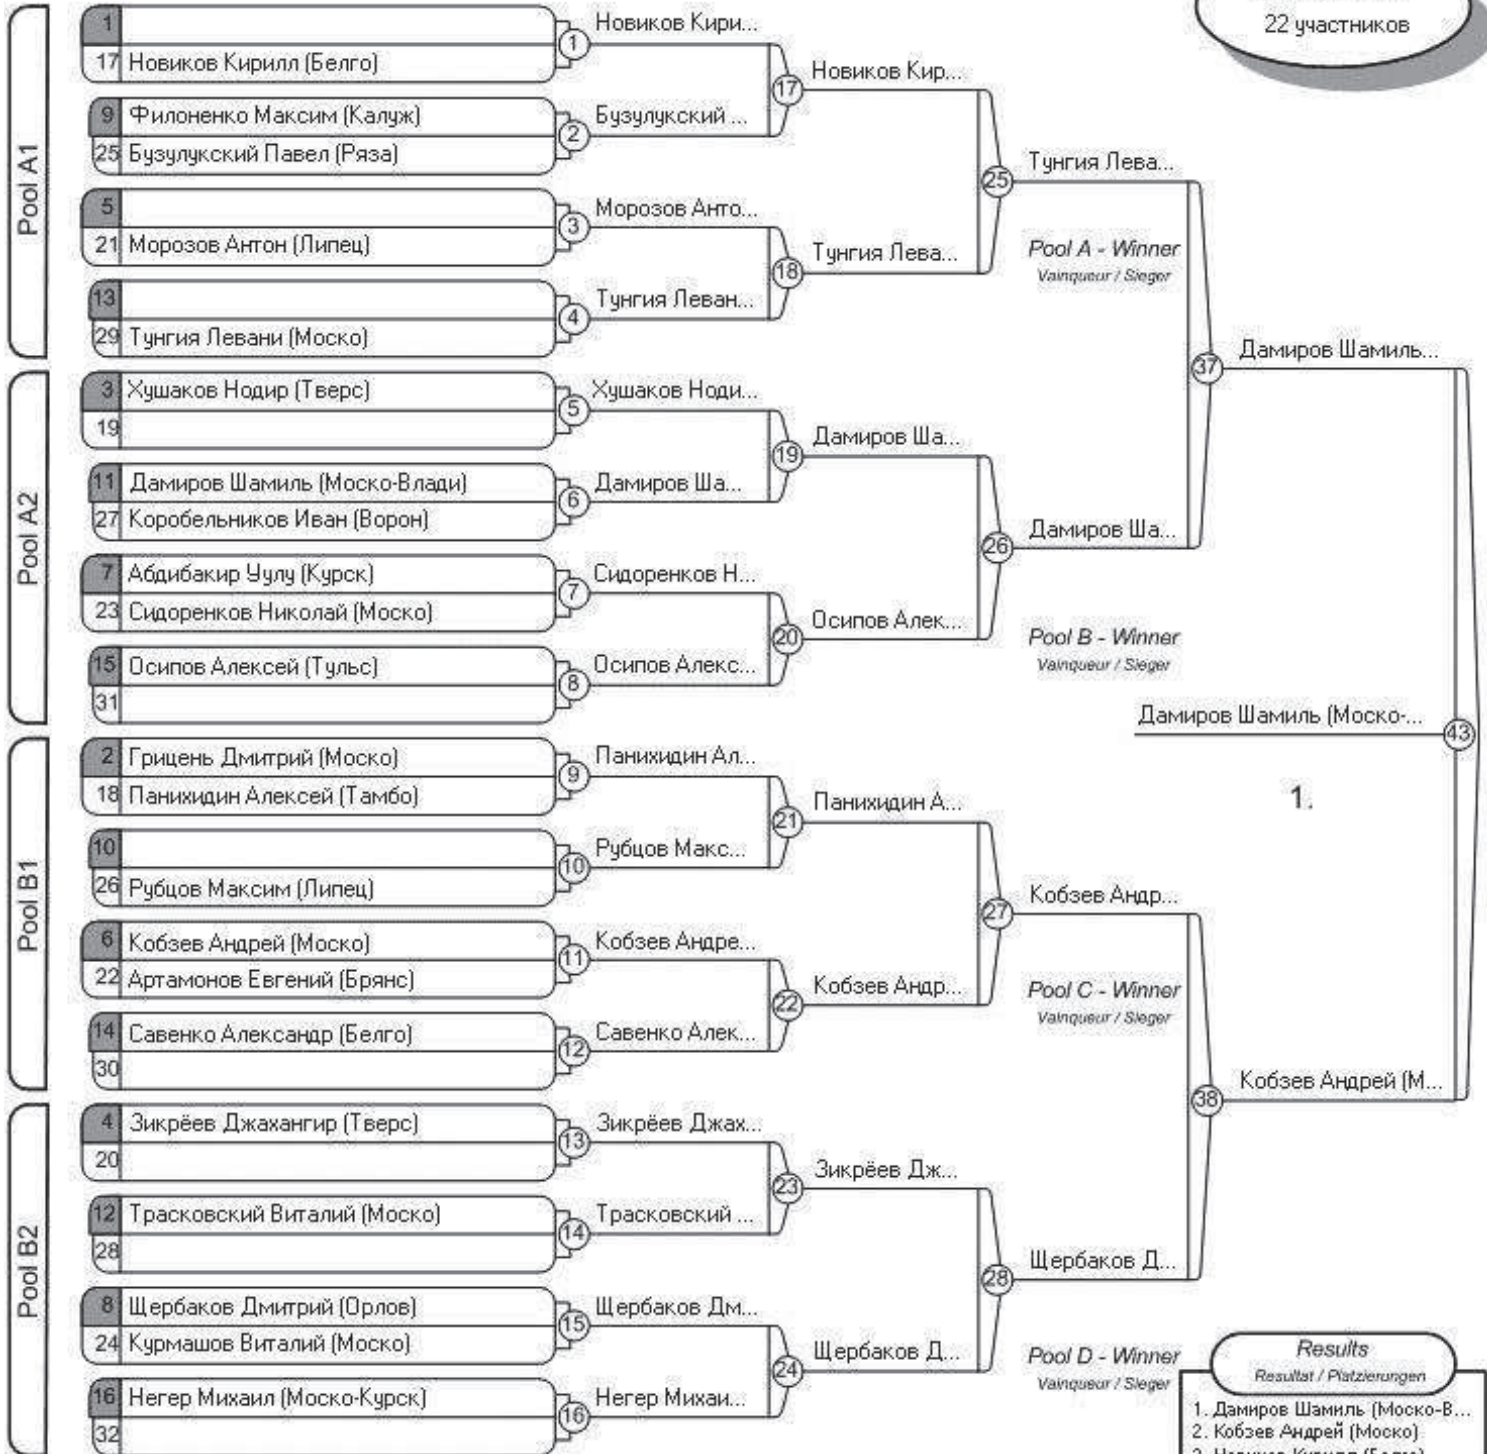 22 участников
Pool A1
1
17 Новиков Кирилл (Белго)
1
Новиков Кири...
9 Филоненко Максим (Калуж)
25 Бузулукский Павел (Ряза)
2
Бузулукский ...
17
Новиков Кир...
5
21 Морозов Антон (Липец)
3
Морозов Анто...
13
29 Тунгия Левани (Моско)
4
Тунгия Леван...
18
Тунгия Лева...
25
Тунгия Лева...
Pool A - Winner
Vainqueur / Sieger
Pool A2
3 Хушаков Нодир (Тверс)
19
5
Хушаков Ноди...
11 Дамиров Шамиль (Моско-Влади)
27 Коробельников Иван (Ворон)
6
Дамиров Ша...
19
Дамиров Ша...
7 Абдибакир Уулу (Курск)
23 Сидоренков Николай (Моско)
7
Сидоренков Н...
15 Осипов Алексей (Тульс)
31
8
Осипов Алекс...
20
Осипов Алек...
26
Дамиров Ша...
Pool B - Winner
Vainqueur / Sieger
37
Дамиров Шамиль...
Pool B1
2 Грицень Дмитрий (Моско)
18 Панихидин Алексей (Тамбо)
9
Панихидин Ал...
10
26 Рубцов Максим (Липец)
10
Рубцов Макс...
21
Панихидин А...
6 Кобзев Андрей (Моско)
22 Артамонов Евгений (Брянс)
11
Кобзев Андре...
14 Савенко Александр (Белго)
30
12
Савенко Алек...
22
Кобзев Андр...
27
Кобзев Андр...
Pool C - Winner
Vainqueur / Sieger
Pool B2
4 Зикрёев Джахангир (Тверс)
20
13
Зикрёев Джах...
12 Трасковский Виталий (Моско)
28
14
Трасковский ...
23
Зикрёев Дж...
8 Щербаков Дмитрий (Орлов)
24 Курмашов Виталий (Моско)
15
Щербаков Дм...
16 Негер Михаил (Моско-Курск)
32
16
Негер Михаи...
24
Щербаков Д...
28
Щербаков Д...
Pool D - Winner
Vainqueur / Sieger
38
Кобзев Андрей (М...
Дамиров Шамиль (Моско-...
43
1.
Results
Resultat / Platzierungen
1. Дамиров Шамиль (Моско-В...
2. Кобзев Андрей (Моско)
3. Новиков Кирилл (Белго)